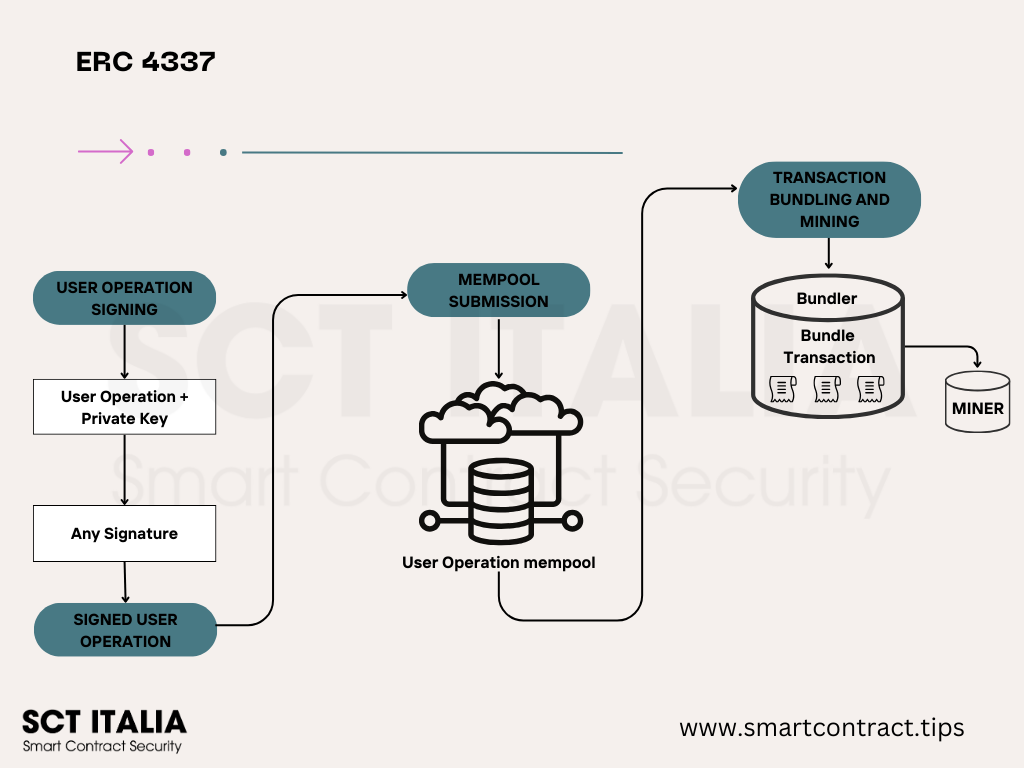 ERC 4337
USER OPERATION
SIGNING
User Operation +
Private Key
Any Signature
SIGNED USER
OPERATION
MEMPOOL
SUBMISSION
User Operation mempool
TRANSACTION
BUNDLING AND
MINING
Bundler
Bundle
Transaction
MINER
SCT ITALIA
Smart Contract Security
SCT ITALIA
Smart Contract Security
www.smartcontract.tips